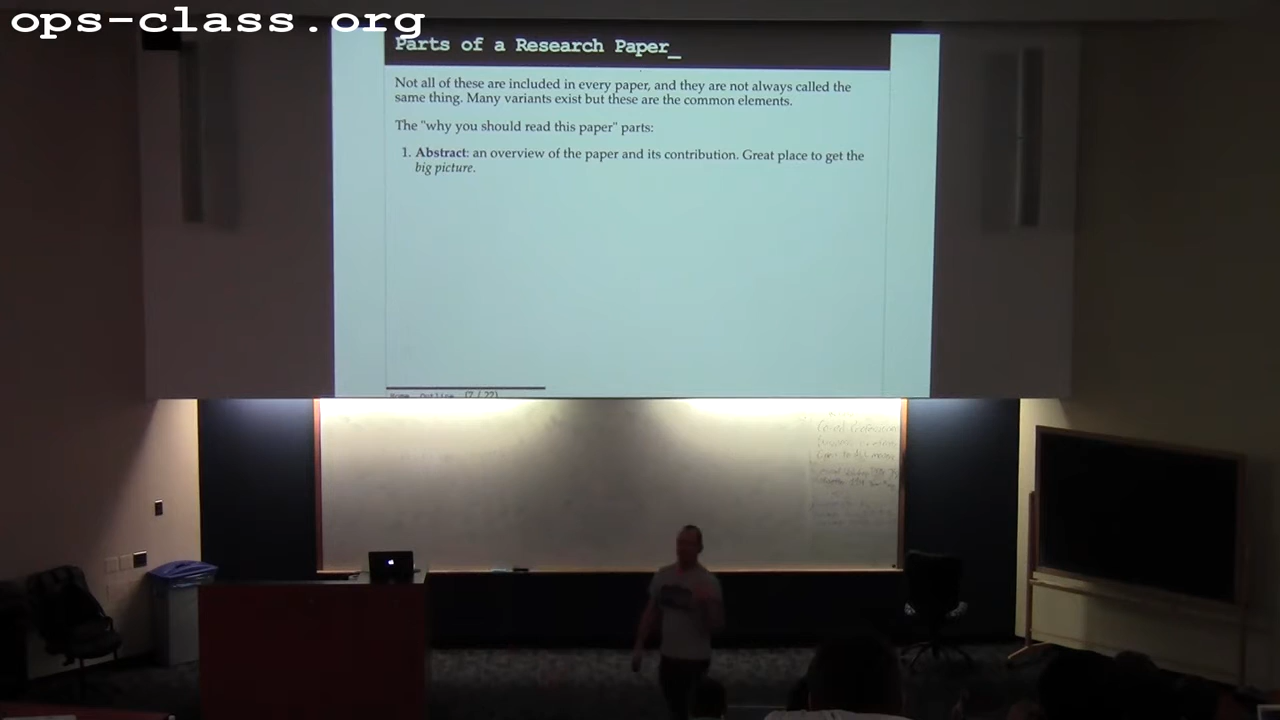 ops-class.org
Parts of a Research Paper_
Not all of these are included in every paper, and they are not always called the
same thing. Many variants exist but these are the common elements.
The "why you should read this paper" parts:
1. Abstract: an overview of the paper and its contribution. Great place to get the
big picture.
(7 / 22)